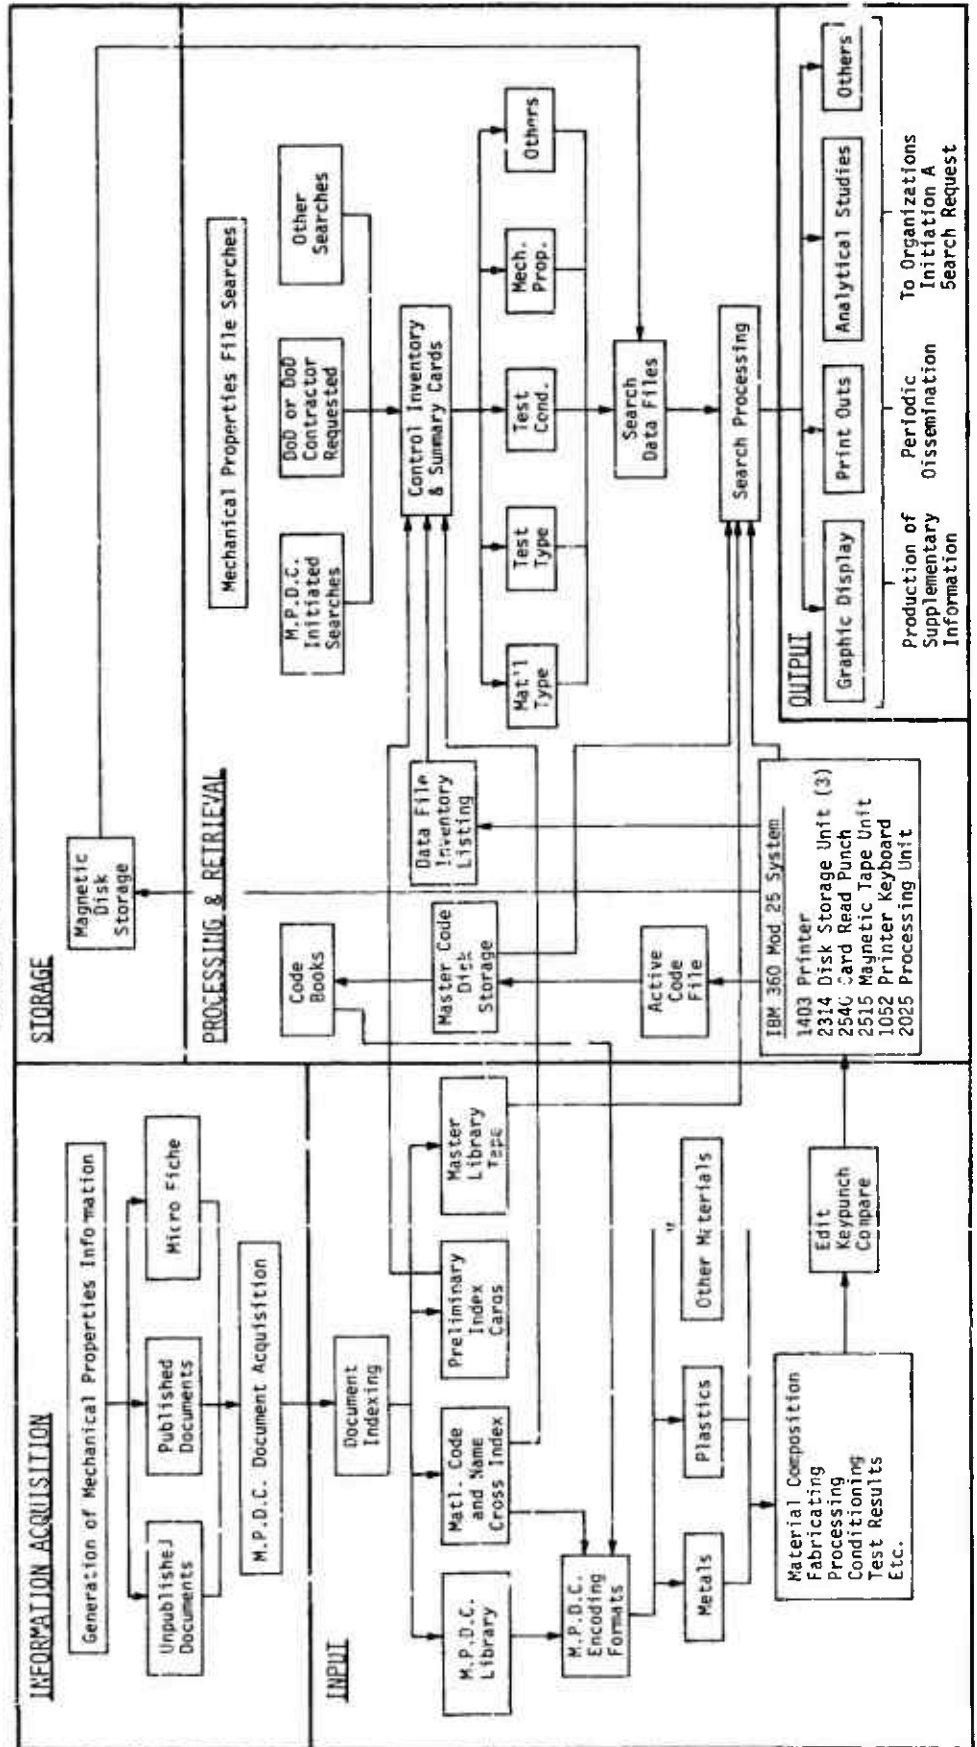 INFORMATION ACQUISITION
Generation of Mechanical Properties Information
Unpublished
Documents
Published
Documents
Micro Fiche
M.P.D.C. Document Acquisition
INPUT
Document
Indexing
M.P.D.C.
Library
Matl. Code
and Name
Cross Index
Preliminary
Index
Cards
Master
Library
Tape
M.P.D.C.
Encoding
Formats
Metals
Plastics
Other Materials
Material Composition
Fabricating
Processing
Conditioning
Test Results
Etc.
Edit
Keypunch
Compare
STORAGE
Magnetic
Disk
Storage
PROCESSING & RETRIEVAL
Code
Books
Master Code
Disk
Storage
Active
Code
File
Data File
Inventory
Listing
IBM 360 Mod 25 System
1403 Printer
2314 Disk Storage Unit (3)
2540 Card Read Punch
2515 Magnetic Tape Unit
1052 Printer Keyboard
2025 Processing Unit
Mechanical Properties File Searches
M.P.D.C.
Initiated
Searches
DoD or DoD
Contractor
Requested
Other
Searches
Control Inventory
& Summary Cards
Mat'l
Type
Test
Type
Test
Cond.
Mech.
Prop.
Others
Search
Data Files
Search Processing
OUTPUT
Graphic Display
Print Outs
Analytical Studies
Others
Production of
Supplementary
Information
Periodic
Dissemination
To Organizations
Initiation A
Search Request